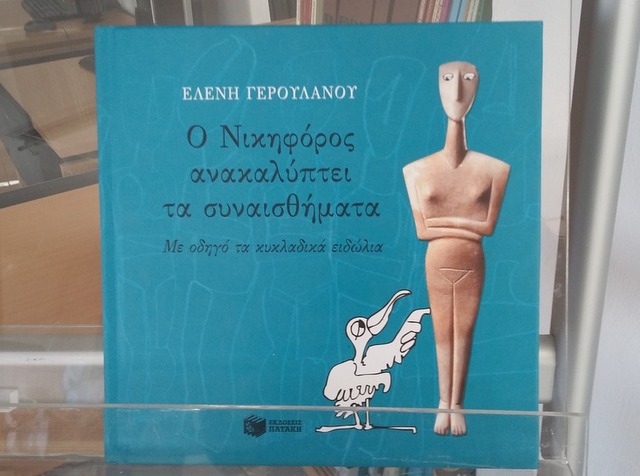 ΕΛΕΝΗ ΓΕΡΟΥΛΑΝΟΥ
Ο Νικηφόρος
ανακαλύπτει
τα συναισθήματα
Με οδηγό τα κυκλαδικά ειδώλια
ΕΚΔΟΣΕΙΣ
ΠΑΤΑΚΗ